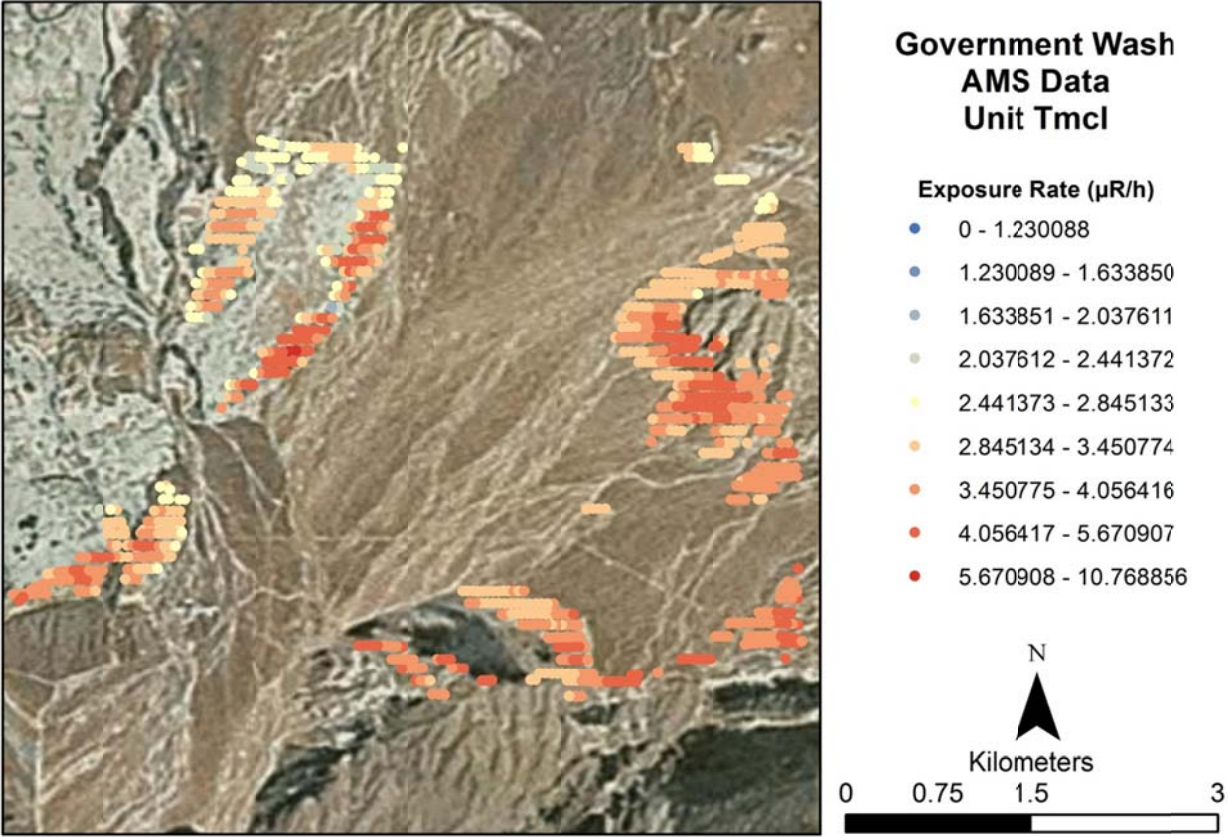 Government Wash
AMS Data
Unit Tmcl
Exposure Rate (µR/h)
0 - 1.230088
1.230089 - 1.633850
1.633851 - 2.037611
2.037612 - 2.441372
2.441373 - 2.845133
2.845134 - 3.450774
3.450775 - 4.056416
4.056417 - 5.670907
5.670908 - 10.768856
N
Kilometers
0 0.75 1.5 3